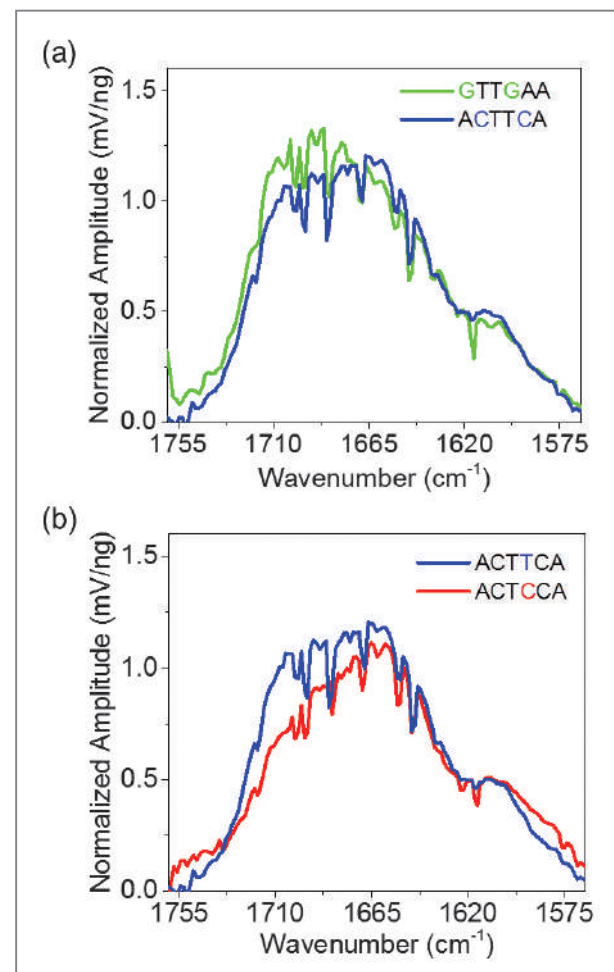 (a)
1.5
1.0
0.5
0.0
Normalized Amplitude (mV/ng)
GTTGAA
ACTTCA
1755 1710 1665 1620 1575
Wavenumber (cm⁻¹)
(b)
1.5
1.0
0.5
0.0
Normalized Amplitude (mV/ng)
ACTTCA
ACTCCA
1755 1710 1665 1620 1575
Wavenumber (cm⁻¹)